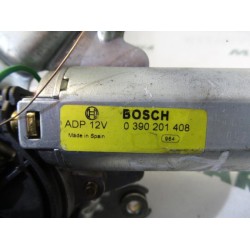 BOSCH
ADP 12V 0 390 201 408
Made in Spain